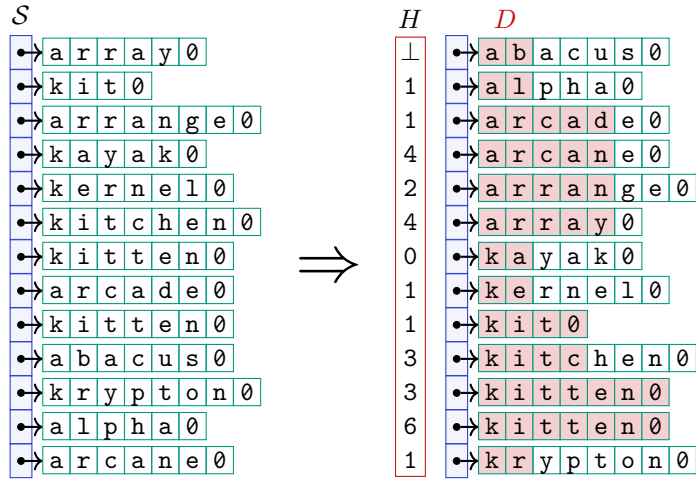 𝒮 H D
array0 ⊥ abacus0
kit0 1 alpha0
arrange0 1 arcade0
kayak0 4 arcane0
kernel0 2 arrange0
kitchen0 4 array0
kitten0 ⇒ 0 kayak0
arcade0 1 kernel0
kitten0 1 kit0
abacus0 3 kitchen0
krypton0 3 kitten0
alpha0 6 kitten0
arcane0 1 krypton0